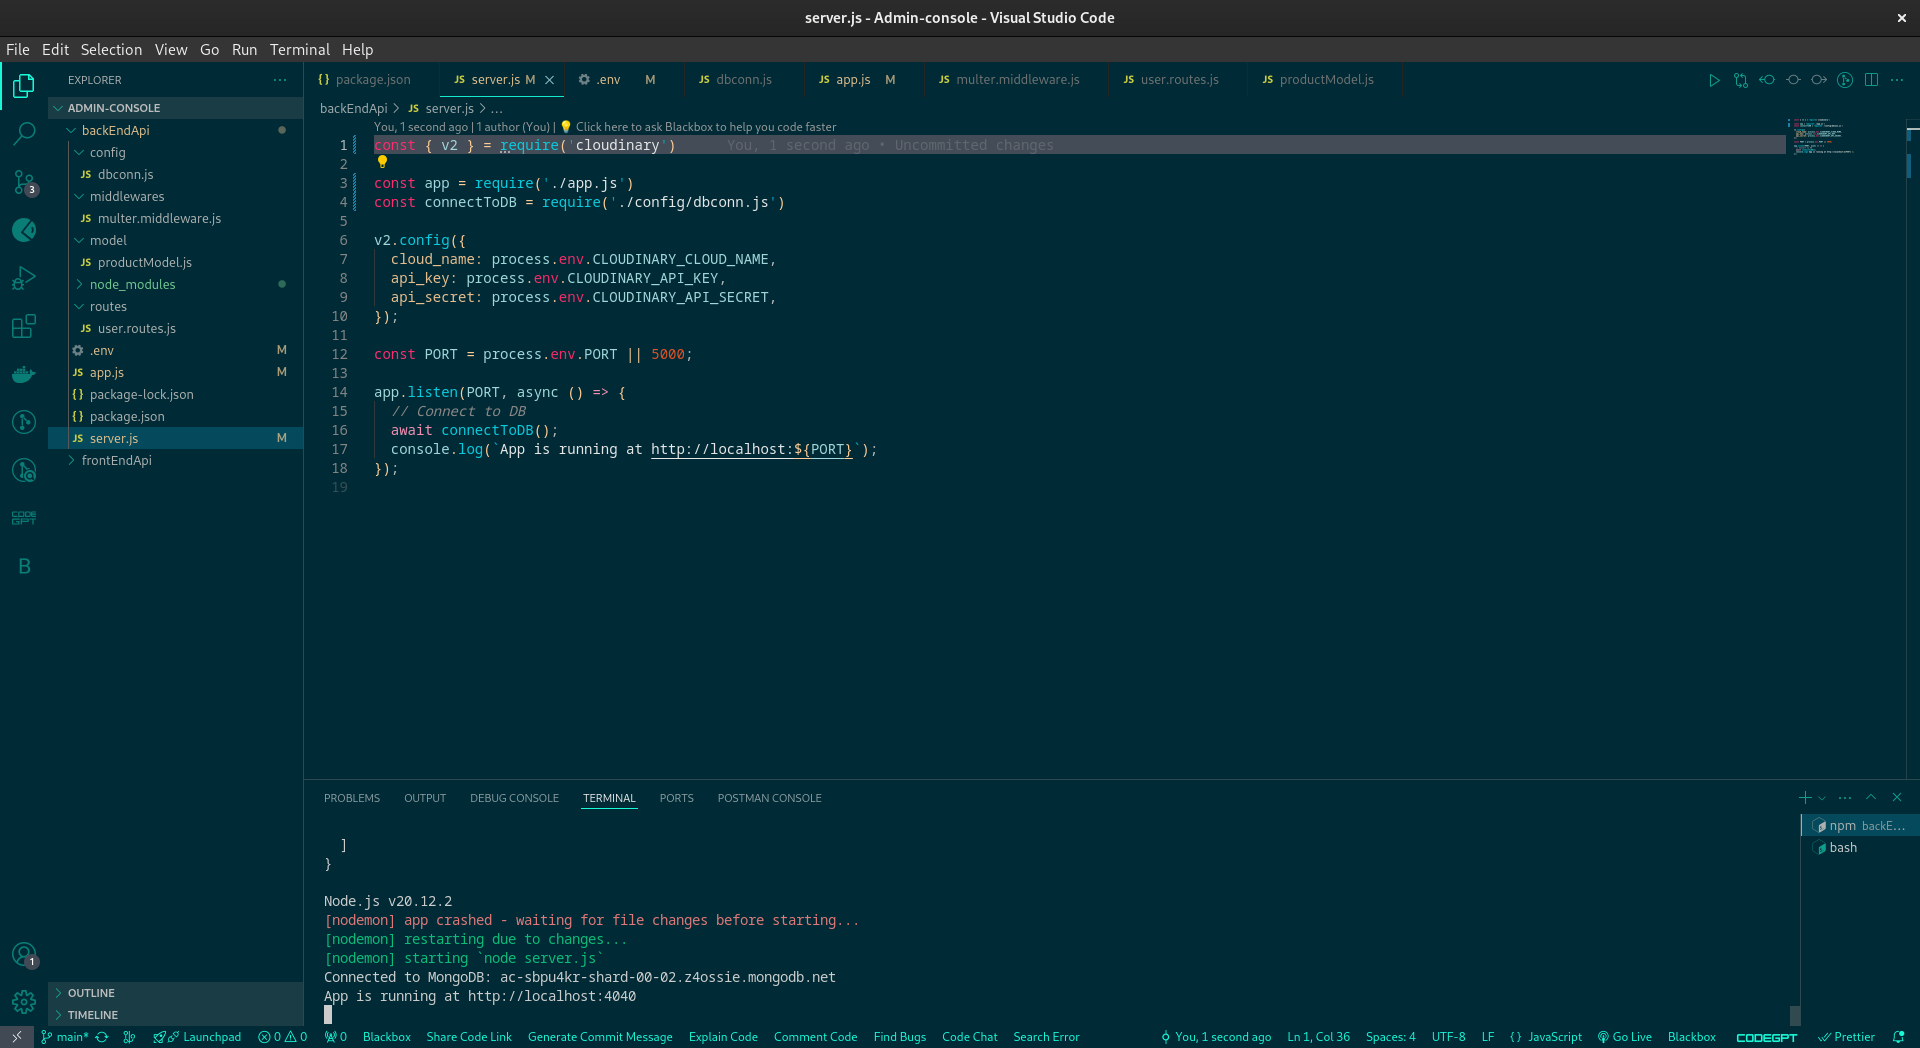 server.js - Admin-console - Visual Studio Code
File Edit Selection View Go Run Terminal Help
EXPLORER
ADMIN-CONSOLE
backEndApi
config
JS dbconn.js
middlewares
JS multer.middleware.js
model
JS productModel.js
node_modules
routes
JS user.routes.js
.env M
JS app.js M
{} package-lock.json
{} package.json
JS server.js M
frontEndApi
OUTLINE
TIMELINE
3
CODE GPT
B
1
{} package.json JS server.js M .env M JS dbconn.js JS app.js M JS multer.middleware.js JS user.routes.js JS productModel.js
backEndApi > JS server.js > ...
You, 1 second ago | 1 author (You) | 💡 Click here to ask Blackbox to help you code faster
1 const { v2 } = require('cloudinary') You, 1 second ago • Uncommitted changes
2
3 const app = require('./app.js')
4 const connectToDB = require('./config/dbconn.js')
5
6 v2.config({
7 cloud_name: process.env.CLOUDINARY_CLOUD_NAME,
8 api_key: process.env.CLOUDINARY_API_KEY,
9 api_secret: process.env.CLOUDINARY_API_SECRET,
10 });
11
12 const PORT = process.env.PORT || 5000;
13
14 app.listen(PORT, async () => {
15 // Connect to DB
16 await connectToDB();
17 console.log(`App is running at http://localhost:${PORT}`);
18 });
19
PROBLEMS OUTPUT DEBUG CONSOLE TERMINAL PORTS POSTMAN CONSOLE
]
}
Node.js v20.12.2
[nodemon] app crashed - waiting for file changes before starting...
[nodemon] restarting due to changes...
[nodemon] starting `node server.js`
Connected to MongoDB: ac-sbpu4kr-shard-00-02.z4ossie.mongodb.net
App is running at http://localhost:4040
npm backE...
bash
main* Launchpad 0 0 0 Blackbox Share Code Link Generate Commit Message Explain Code Comment Code Find Bugs Code Chat Search Error You, 1 second ago Ln 1, Col 36 Spaces: 4 UTF-8 LF {} JavaScript Go Live Blackbox CODEGPT Prettier